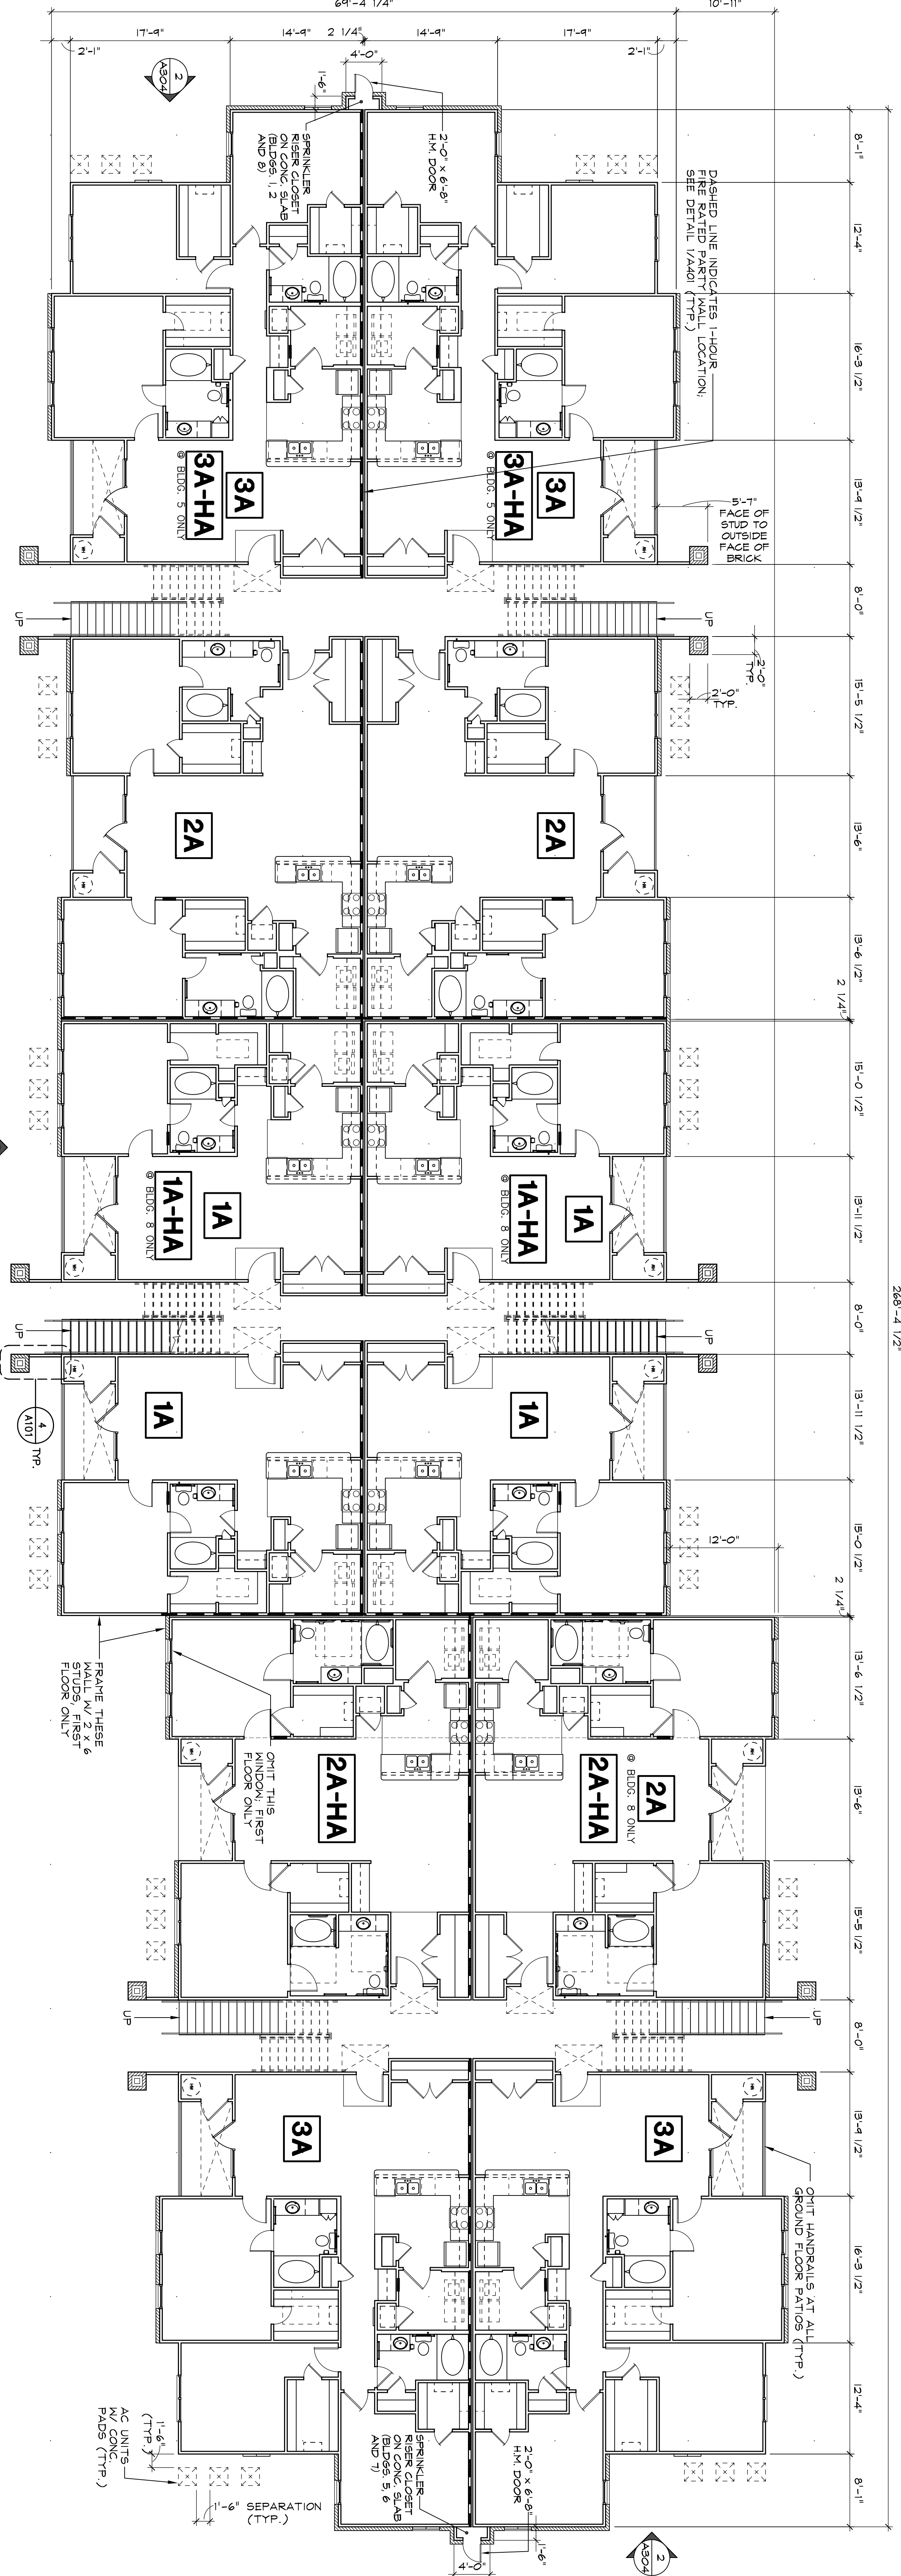 69'-4 1/4"
10'-11"
17'-9"
14'-9"
2 1/4"
14'-9"
17'-9"
2'-1"
4'-0"
2'-1"
2
A304
1'-6"
SPRINKLER
RISER CLOSET
ON CONC. SLAB
(BLDGS. 1, 2
AND 8)
2'-0" x 6'-8"
H.M. DOOR
DASHED LINE INDICATES 1-HOUR
FIRE RATED PARTY WALL LOCATION;
SEE DETAIL 1/A401 (TYP.)
8'-1"
12'-4"
16'-3 1/2"
13'-9 1/2"
8'-0"
15'-5 1/2"
13'-6"
13'-6 1/2"
2 1/4"
15'-0 1/2"
13'-11 1/2"
8'-0"
13'-11 1/2"
15'-0 1/2"
2 1/4"
13'-6 1/2"
13'-6"
15'-5 1/2"
8'-0"
13'-9 1/2"
16'-3 1/2"
12'-4"
8'-1"
268'-4 1/2"
3A
3A-HA
@ BLDG. 5 ONLY
3A
3A-HA
@ BLDG. 5 ONLY
5'-7"
FACE OF
STUD TO
OUTSIDE
FACE OF
BRICK
WH
WH
UP
UP
2'-0"
TYP.
2'-0"
TYP.
2A
2A
WH
WH
1A
1A-HA
@ BLDG. 8 ONLY
1A
1A-HA
@ BLDG. 8 ONLY
WH
WH
UP
UP
WH
WH
4
A101
TYP.
1A
1A
12'-0"
FRAME THESE
WALL W/ 2 x 6
STUDS, FIRST
FLOOR ONLY
OMIT THIS
WINDOW; FIRST
FLOOR ONLY
2A-HA
2A
2A-HA
@ BLDG. 8 ONLY
WH
WH
UP
UP
WH
WH
3A
3A
OMIT HANDRAILS AT ALL
GROUND FLOOR PATIOS (TYP.)
SPRINKLER
RISER CLOSET
ON CONC. SLAB
(BLDGS. 5, 6
AND 7)
2'-0" x 6'-8"
H.M. DOOR
1'-6"
(TYP.)
AC UNITS
W/ CONC.
PADS (TYP.)
1'-6" SEPARATION
(TYP.)
4'-0"
1'-6"
2
A304